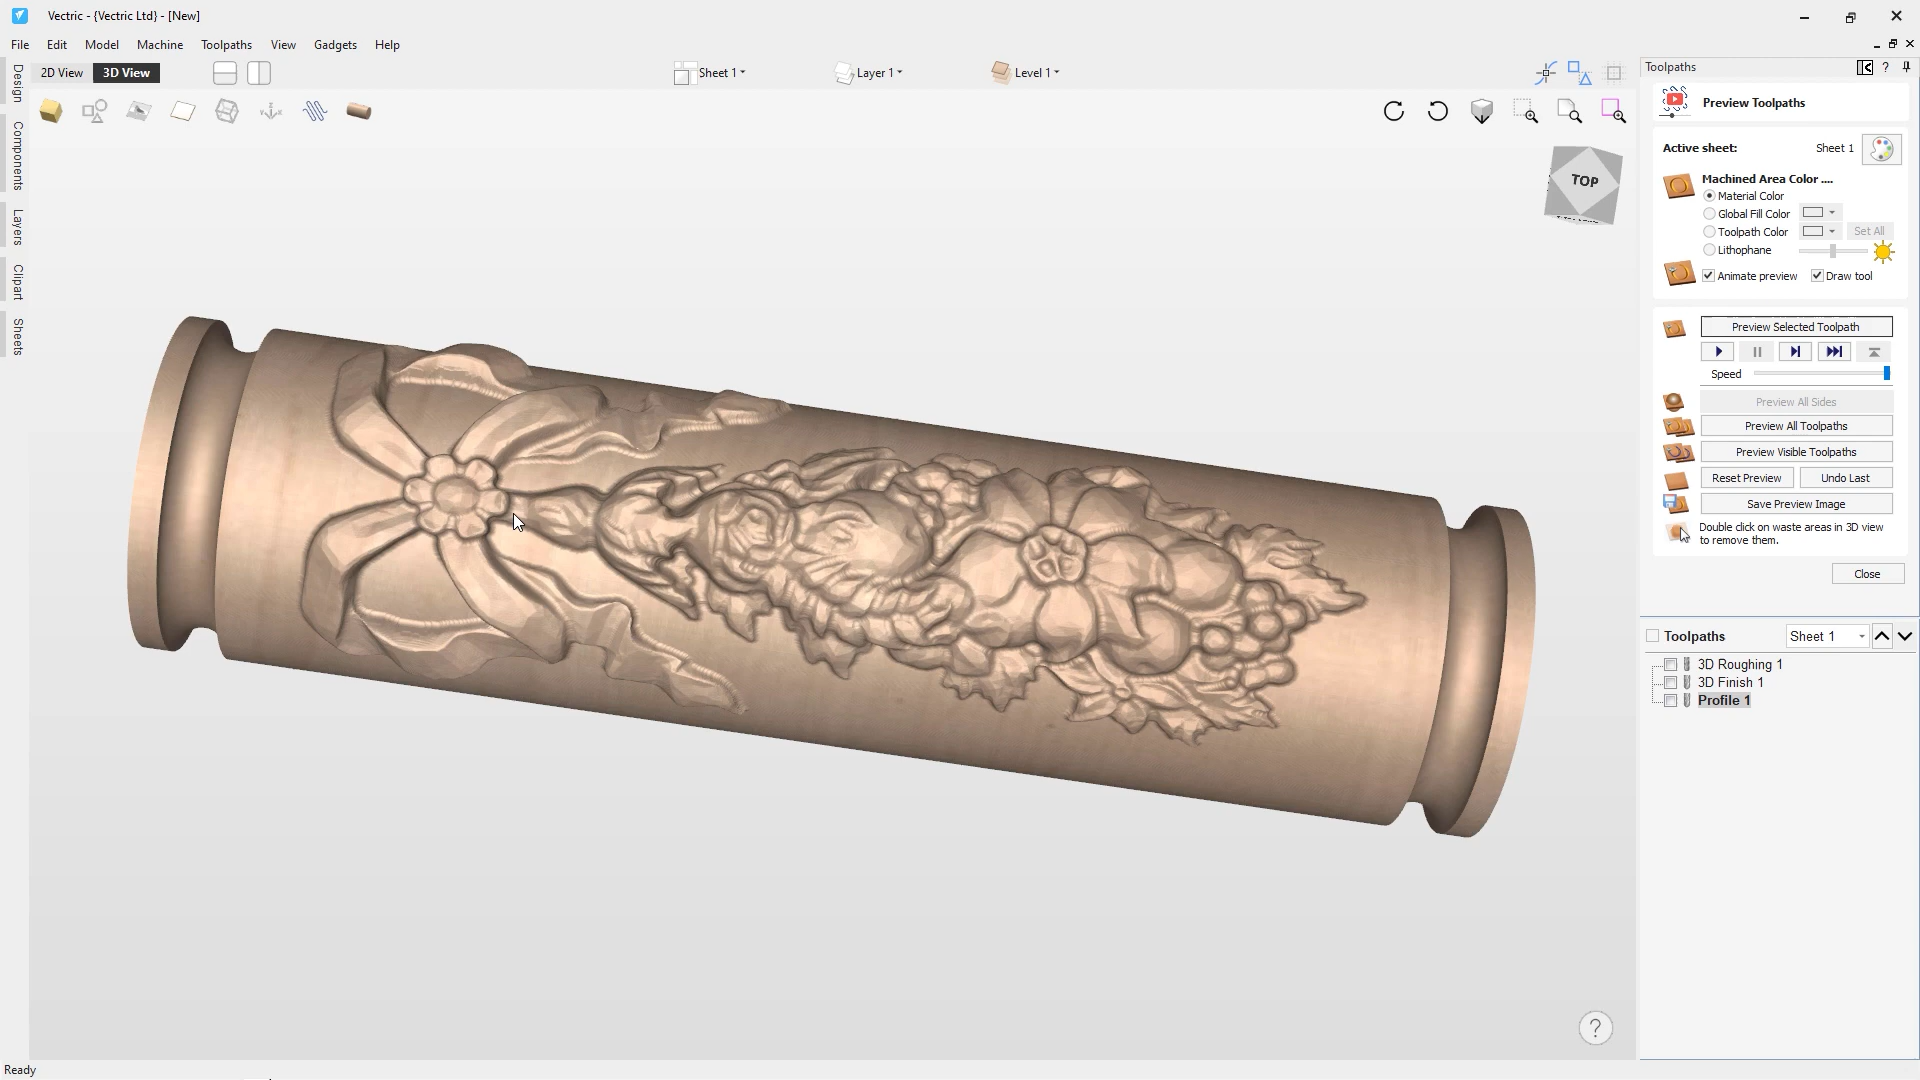 Vectric - {Vectric Ltd} - [New]
File Edit Model Machine Toolpaths View Gadgets Help
2D View 3D View Sheet 1 Layer 1 Level 1
Design
Components
Layers
Clipart
Sheets
TOP
Toolpaths ?
Preview Toolpaths
Active sheet: Sheet 1
Machined Area Color ....
Material Color
Global Fill Color
Toolpath Color Set All
Lithophane
Animate preview Draw tool
Preview Selected Toolpath
Speed
Preview All Sides
Preview All Toolpaths
Preview Visible Toolpaths
Reset Preview Undo Last
Save Preview Image
Double click on waste areas in 3D view
to remove them.
Close
Toolpaths Sheet 1
3D Roughing 1
3D Finish 1
Profile 1
?
Ready